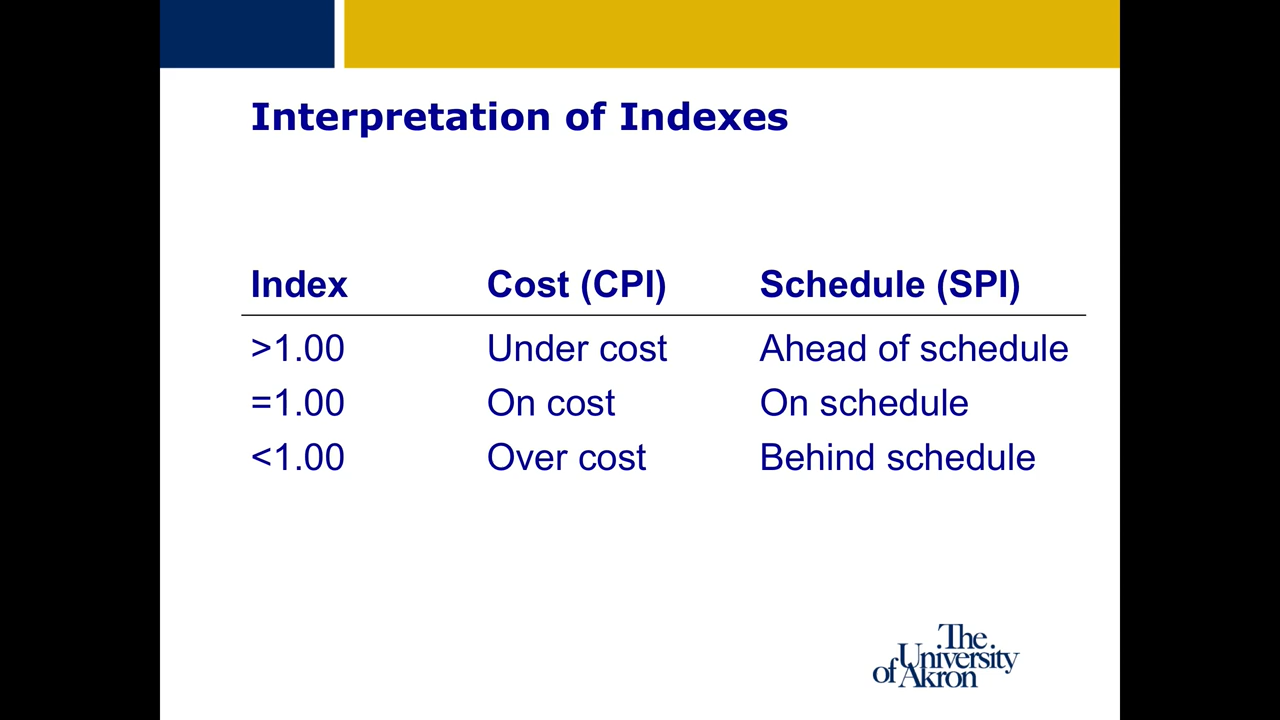 Interpretation of Indexes
Index Cost (CPI) Schedule (SPI)
>1.00 Under cost Ahead of schedule
=1.00 On cost On schedule
<1.00 Over cost Behind schedule
The
University
of Akron